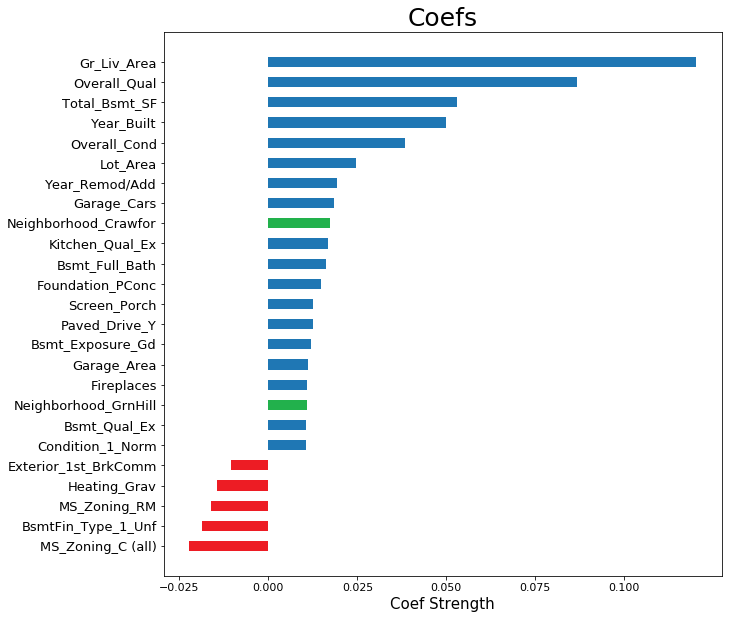 Coefs
Gr_Liv_Area
Overall_Qual
Total_Bsmt_SF
Year_Built
Overall_Cond
Lot_Area
Year_Remod/Add
Garage_Cars
Neighborhood_Crawfor
Kitchen_Qual_Ex
Bsmt_Full_Bath
Foundation_PConc
Screen_Porch
Paved_Drive_Y
Bsmt_Exposure_Gd
Garage_Area
Fireplaces
Neighborhood_GrnHill
Bsmt_Qual_Ex
Condition_1_Norm
Exterior_1st_BrkComm
Heating_Grav
MS_Zoning_RM
BsmtFin_Type_1_Unf
MS_Zoning_C (all)
−0.025 0.000 0.025 0.050 0.075 0.100
Coef Strength